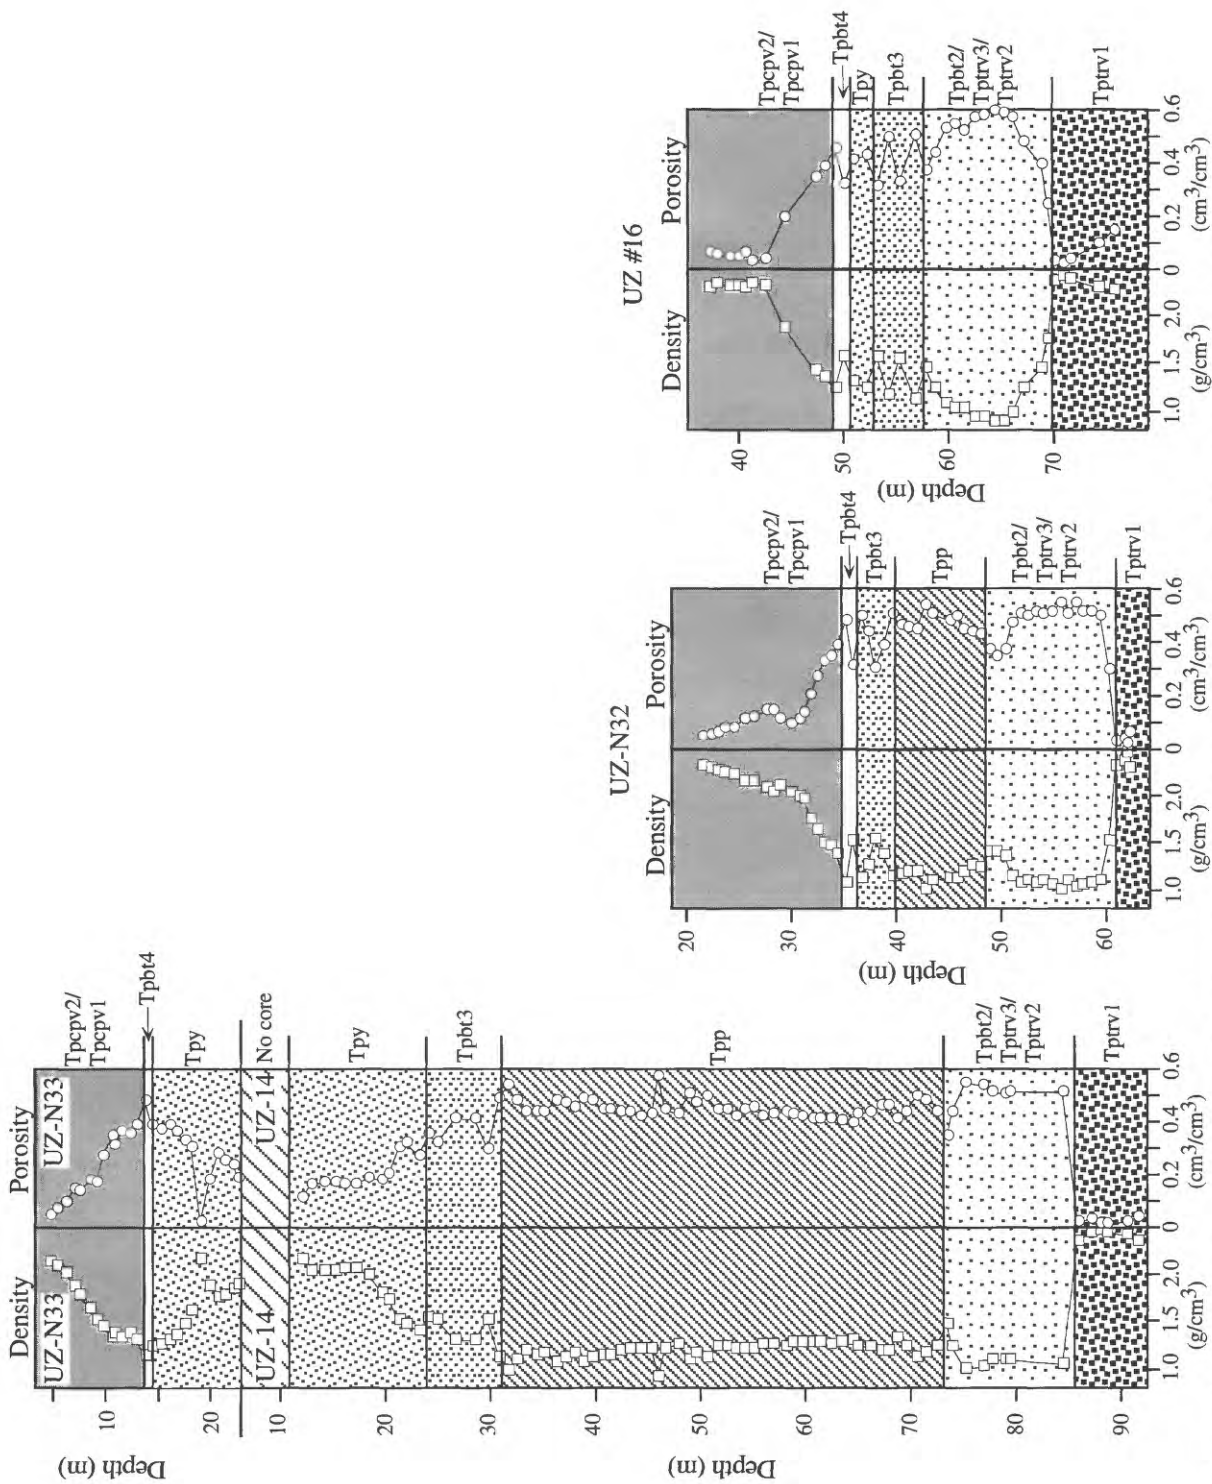 Density
Porosity
UZ-N33
UZ-N33
Tpcpv2/
Tpcpv1
Tpbt4
Tpy
No core
UZ-14
UZ-14
Tpy
Tpbt3
Tpp
Tpbt2/
Tptrv3/
Tptrv2
Tptrv1
10
20
Depth (m)
10
20
30
40
50
60
70
80
90
Depth (m)
1.0
1.5
2.0
0
0.2
0.4
0.6
(g/cm3)
(cm3/cm3)
UZ-N32
Density
Porosity
Tpcpv2/
Tpcpv1
Tpbt4
Tpbt3
Tpp
Tpbt2/
Tptrv3/
Tptrv2
Tptrv1
20
30
40
50
60
Depth (m)
1.0
1.5
2.0
0
0.2
0.4
0.6
(g/cm3)
(cm3/cm3)
UZ #16
Density
Porosity
Tpcpv2/
Tpcpv1
Tpbt4
Tpy
Tpbt3
Tpbt2/
Tptrv3/
Tptrv2
Tptrv1
40
50
60
70
Depth (m)
1.0
1.5
2.0
0
0.2
0.4
0.6
(g/cm3)
(cm3/cm3)